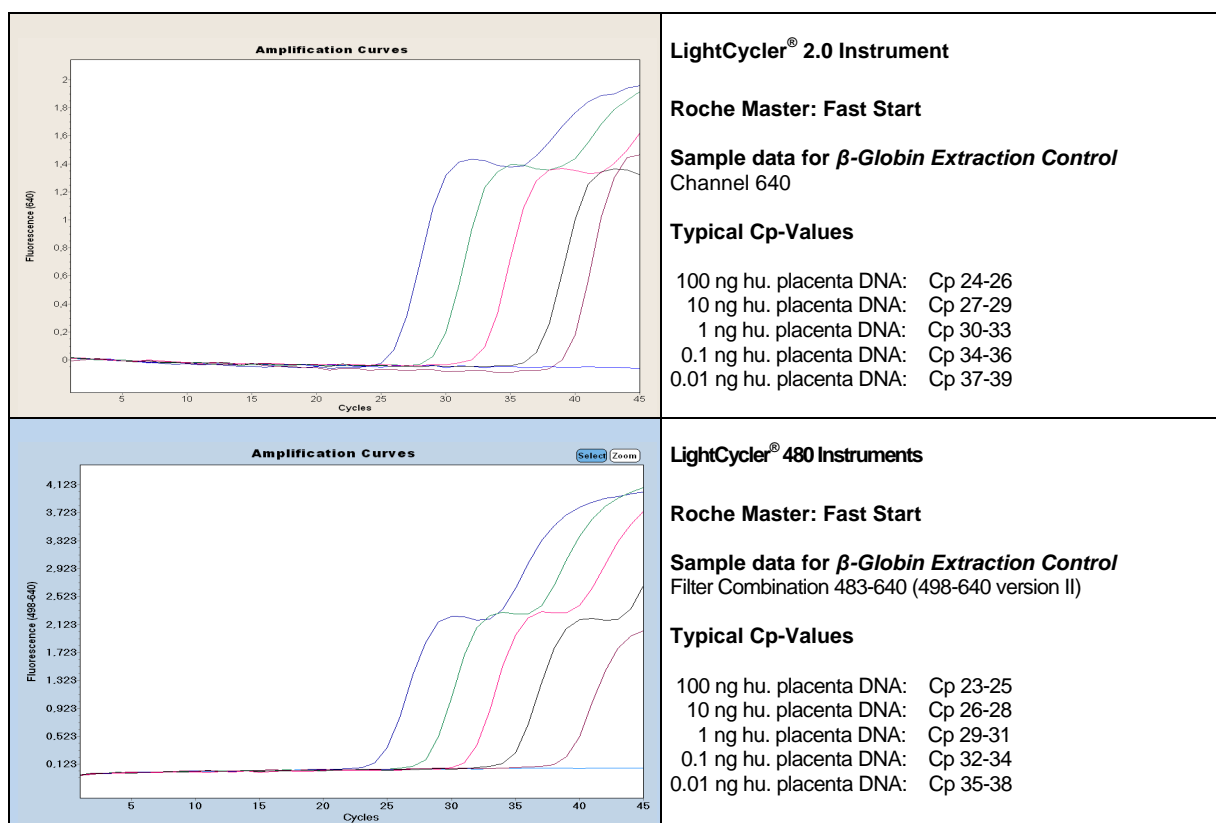 Amplification Curves
Fluorescence (640)
2
1,8
1,6
1,4
1,2
1
0,8
0,6
0,4
0,2
0
5 10 15 20 25 30 35 40 45
Cycles
LightCycler® 2.0 Instrument
Roche Master: Fast Start
Sample data for β-Globin Extraction Control
Channel 640
Typical Cp-Values
100 ng hu. placenta DNA: Cp 24-26
10 ng hu. placenta DNA: Cp 27-29
1 ng hu. placenta DNA: Cp 30-33
0.1 ng hu. placenta DNA: Cp 34-36
0.01 ng hu. placenta DNA: Cp 37-39
Amplification Curves
Select Zoom
Fluorescence (498-640)
4,123
3.723
3,323
2,923
2.523
2,123
1.723
1.323
0,923
0.523
0.123
5 10 15 20 25 30 35 40 45
Cycles
LightCycler® 480 Instruments
Roche Master: Fast Start
Sample data for β-Globin Extraction Control
Filter Combination 483-640 (498-640 version II)
Typical Cp-Values
100 ng hu. placenta DNA: Cp 23-25
10 ng hu. placenta DNA: Cp 26-28
1 ng hu. placenta DNA: Cp 29-31
0.1 ng hu. placenta DNA: Cp 32-34
0.01 ng hu. placenta DNA: Cp 35-38